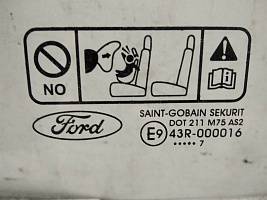 NO
Ford
SAINT-GOBAIN SEKURIT
DOT 211 M75 AS2
E9 43R-000016
••••• 7